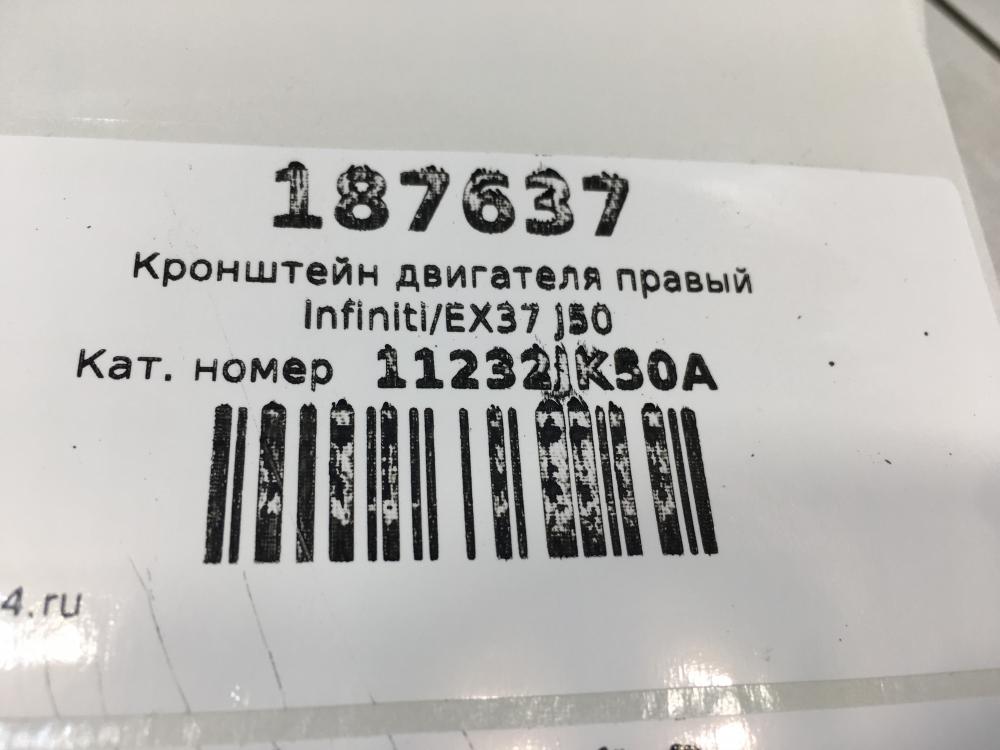 187637
Кронштейн двигателя правый
Infiniti/EX37 J50
Кат. номер 11232JK50A
4.ru